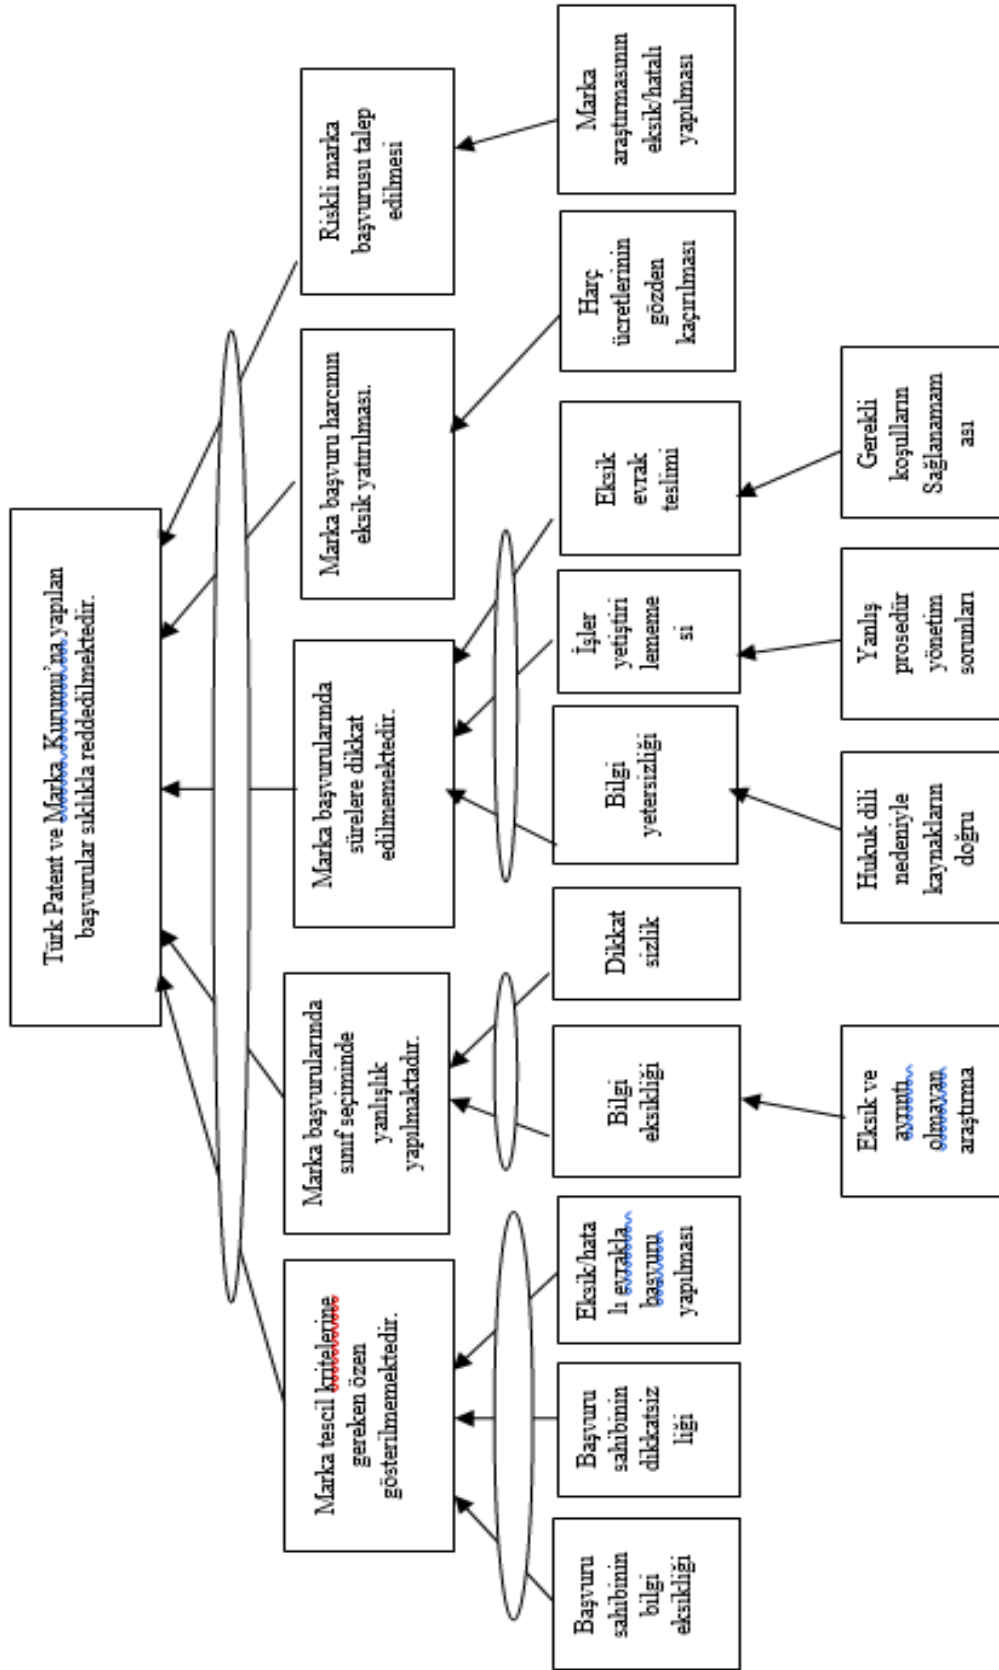 Türk Patent ve Marka Kurumu'na yapılan
başvurular sıklıkla reddedilmektedir.
Marka tescil kritelerine
gereken özen
gösterilmemektedir.
Marka başvurularında
sınıf seçiminde
yanlışlık
yapılmaktadır.
Marka başvurularında
sürelere dikkat
edilmemektedir.
Marka başvuru harcının
eksik yatırılması.
Riskli marka
başvurusu talep
edilmesi
Başvuru
sahibinin
bilgi
eksikliği
Başvuru
sahibinin
dikkatsiz
liği
Eksik/hata
lı evrakla
başvuru
yapılması
Bilgi
eksikliği
Dikkat
sizlik
Bilgi
yetersizliği
İşler
yetiştiri
lememe
si
Eksik
evrak
teslimi
Harç
ücretlerinin
gözden
kaçırılması
Marka
araştırmasının
eksik/hatalı
yapılması
Eksik ve
ayrıntı
olmayan
araştırma
Hukuk dili
nedeniyle
kaynakların
doğru
Yanlış
prosedür
yönetim
sorunları
Gerekli
koşulların
Sağlanamam
ası